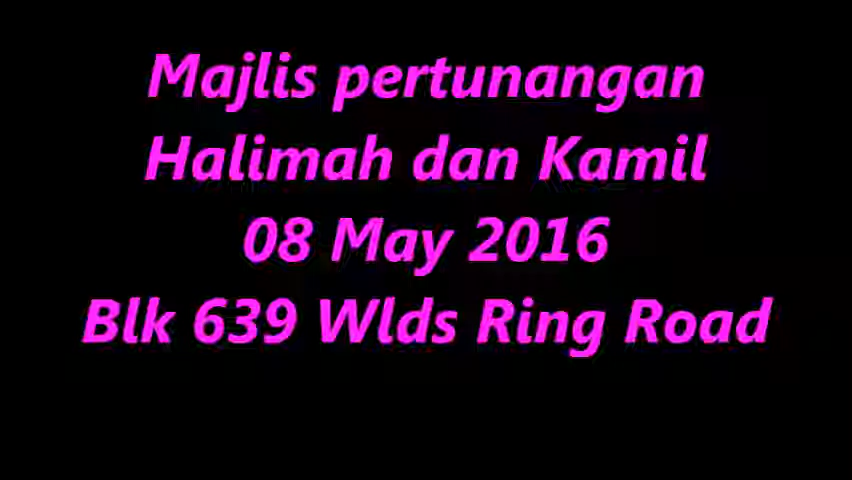 Majlis pertunangan
Halimah dan Kamil
08 May 2016
Blk 639 Wlds Ring Road